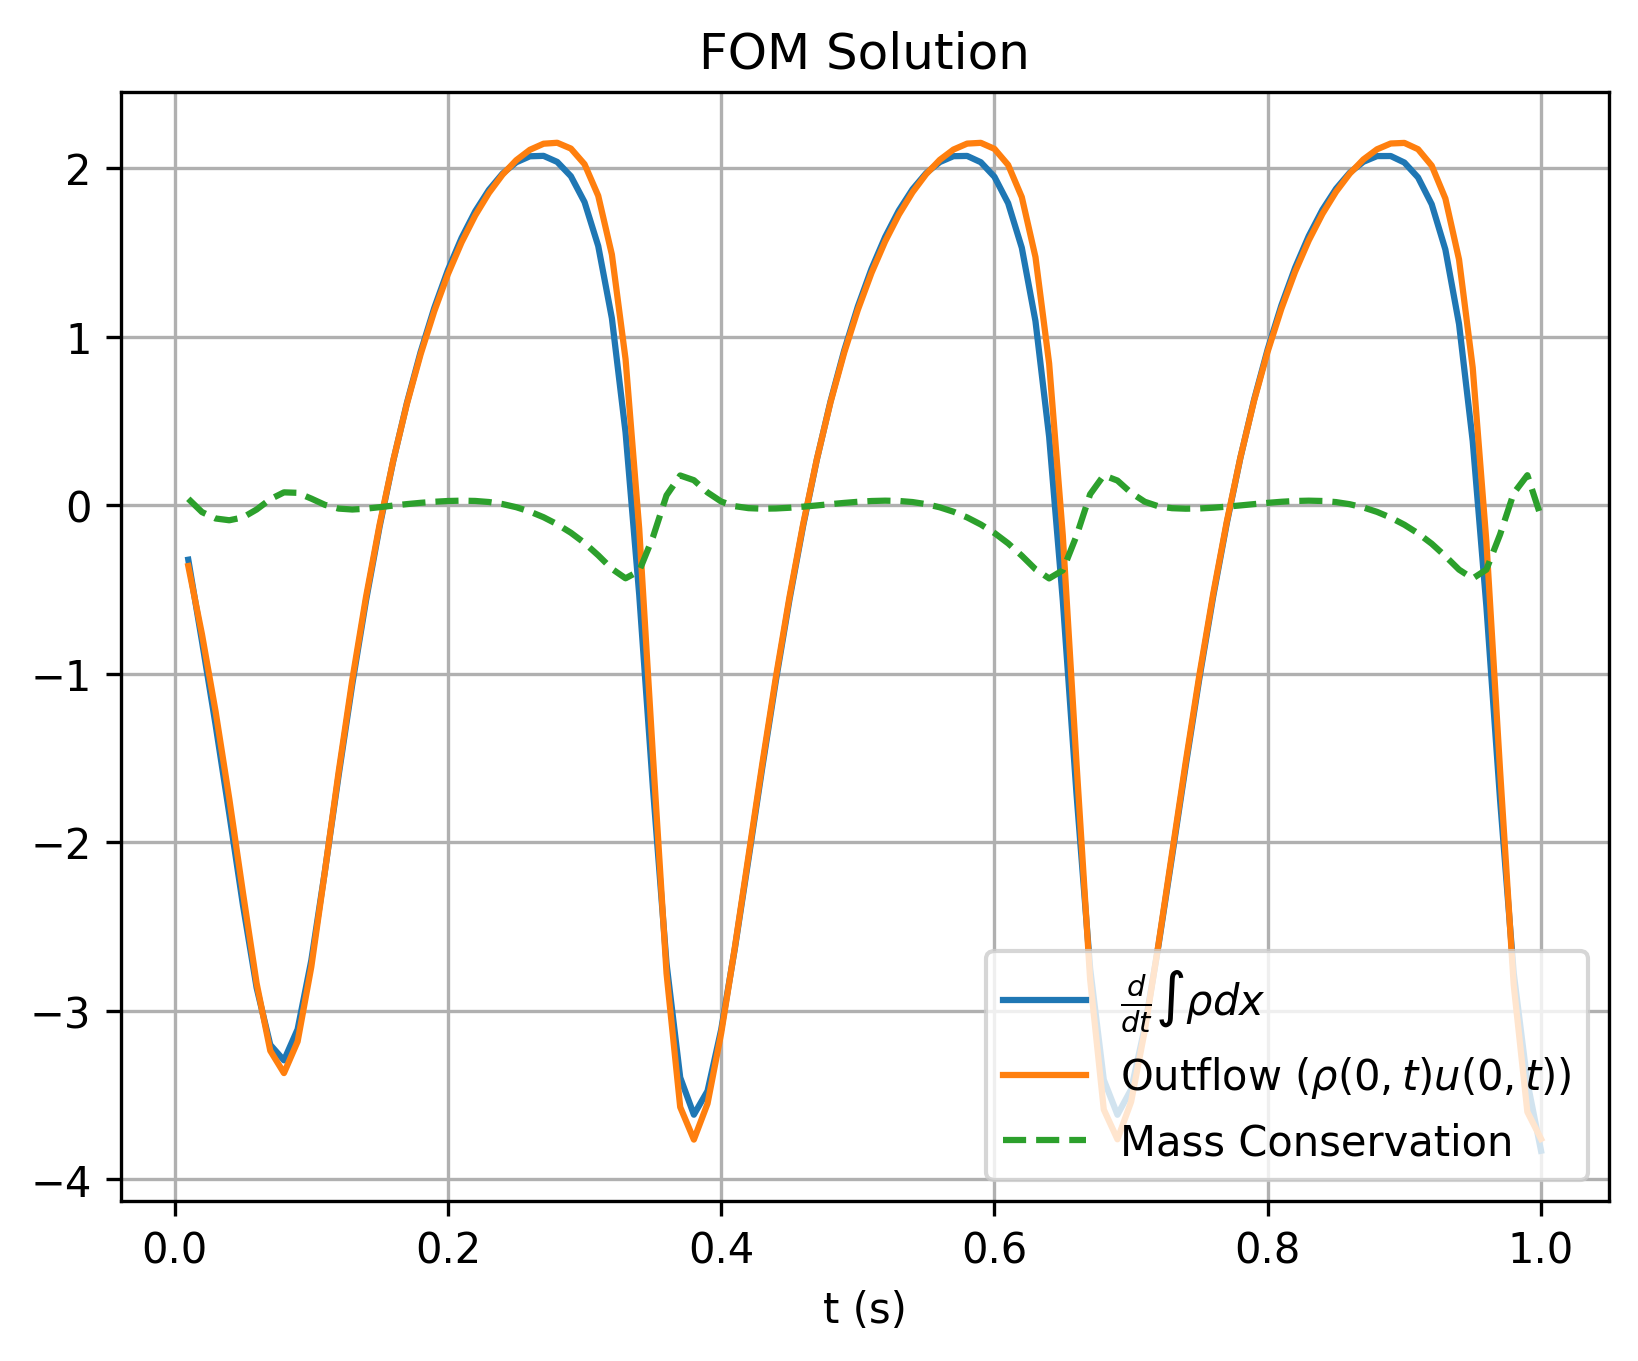 FOM Solution
2
1
0
−1
−2
−3
−4
d/dt ∫ρdx
Outflow (ρ(0, t)u(0, t))
Mass Conservation
0.0 0.2 0.4 0.6 0.8 1.0
t (s)